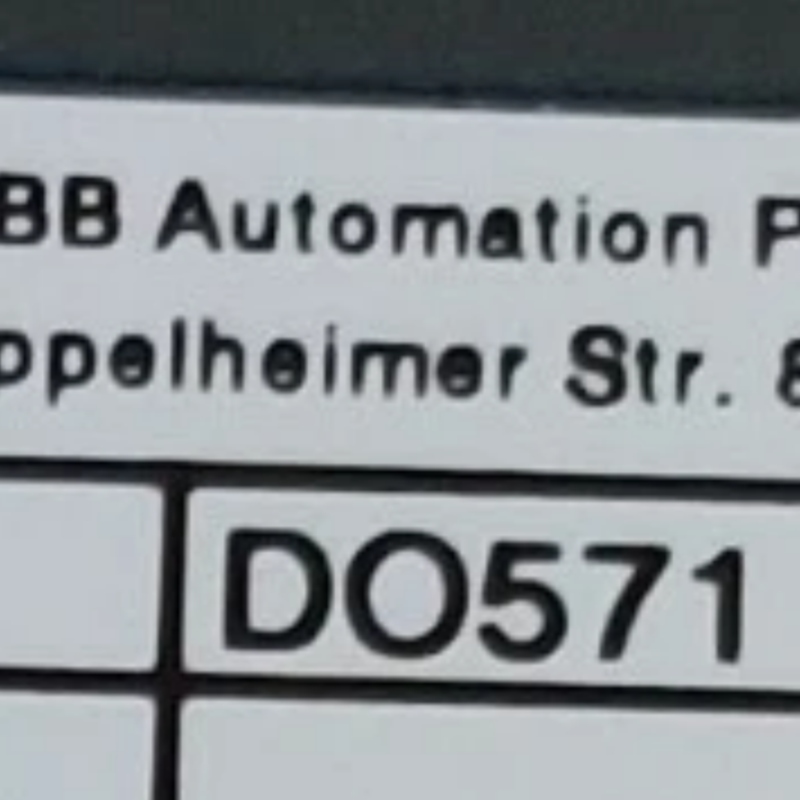 BB Automation P
ppelheimer Str. 8
DO571